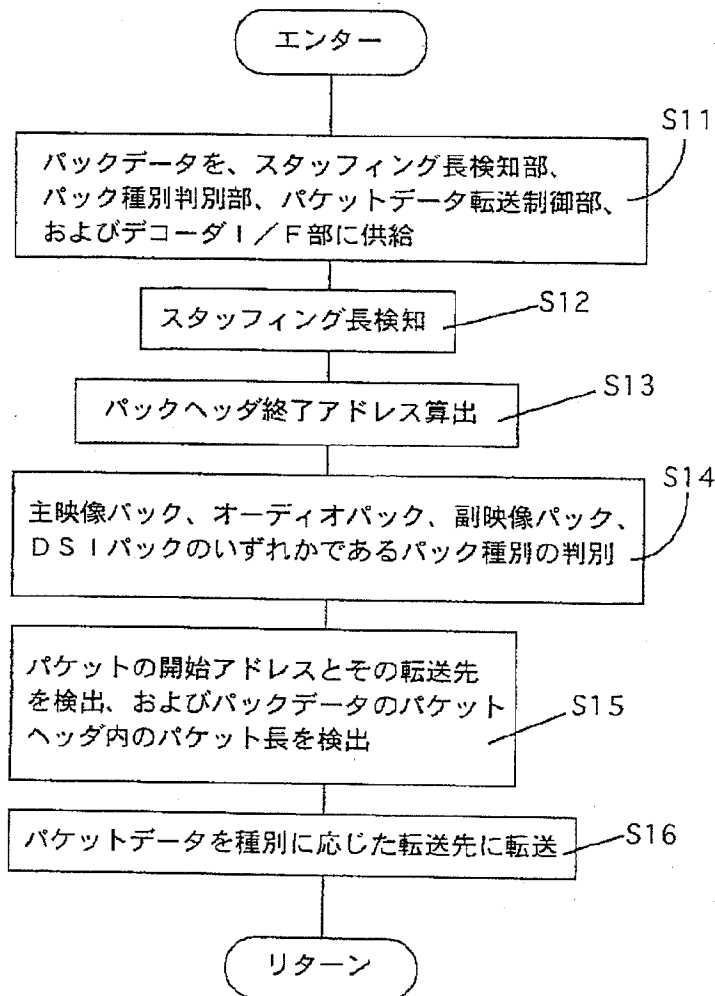 エンター
S11
パックデータを、スタッフィング長検知部、
パック種別判別部、パケットデータ転送制御部、
およびデコーダI／F部に供給
スタッフィング長検知
S12
パックヘッダ終了アドレス算出
S13
S14
主映像パック、オーディオパック、副映像パック、
DSIパックのいずれかであるパック種別の判別
パケットの開始アドレスとその転送先
を検出、およびパックデータのパケット
ヘッダ内のパケット長を検出
S15
パケットデータを種別に応じた転送先に転送
S16
リターン